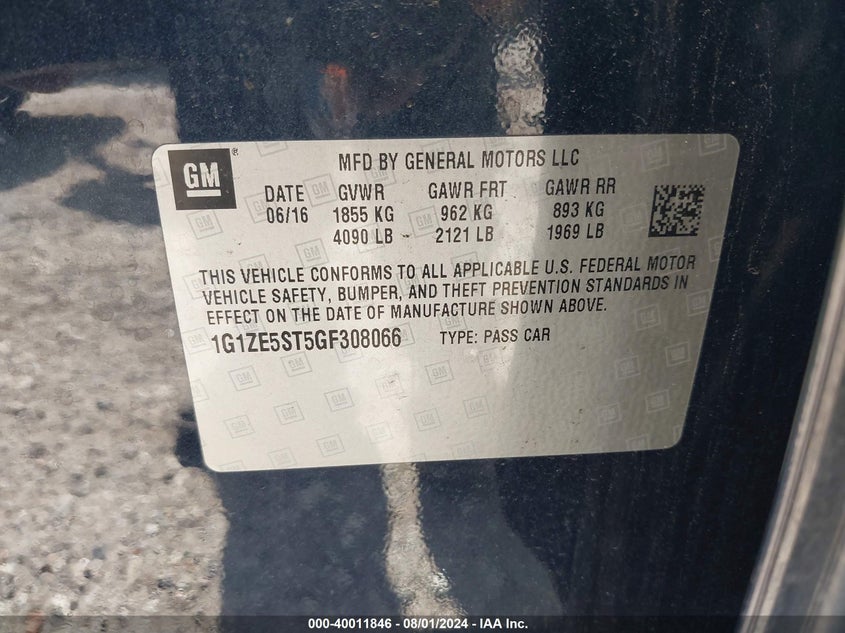 GM ® MFD BY GENERAL MOTORS LLC
DATE GVWR GAWR FRT GAWR RR
06/16 1855 KG 962 KG 893 KG
4090 LB 2121 LB 1969 LB
THIS VEHICLE CONFORMS TO ALL APPLICABLE U.S. FEDERAL MOTOR
VEHICLE SAFETY, BUMPER, AND THEFT PREVENTION STANDARDS IN
EFFECT ON THE DATE OF MANUFACTURE SHOWN ABOVE.
1G1ZE5ST5GF308066 TYPE: PASS CAR
000-40011846 - 08/01/2024 - IAA Inc.